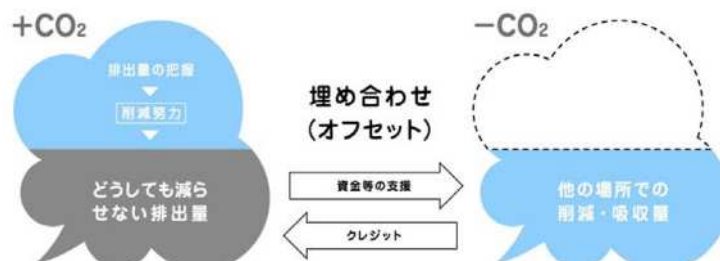 +CO₂
排出量の把握
削減努力
どうしても減ら
せない排出量
埋め合わせ
(オフセット)
資金等の支援
クレジット
−CO₂
他の場所での
削減・吸収量